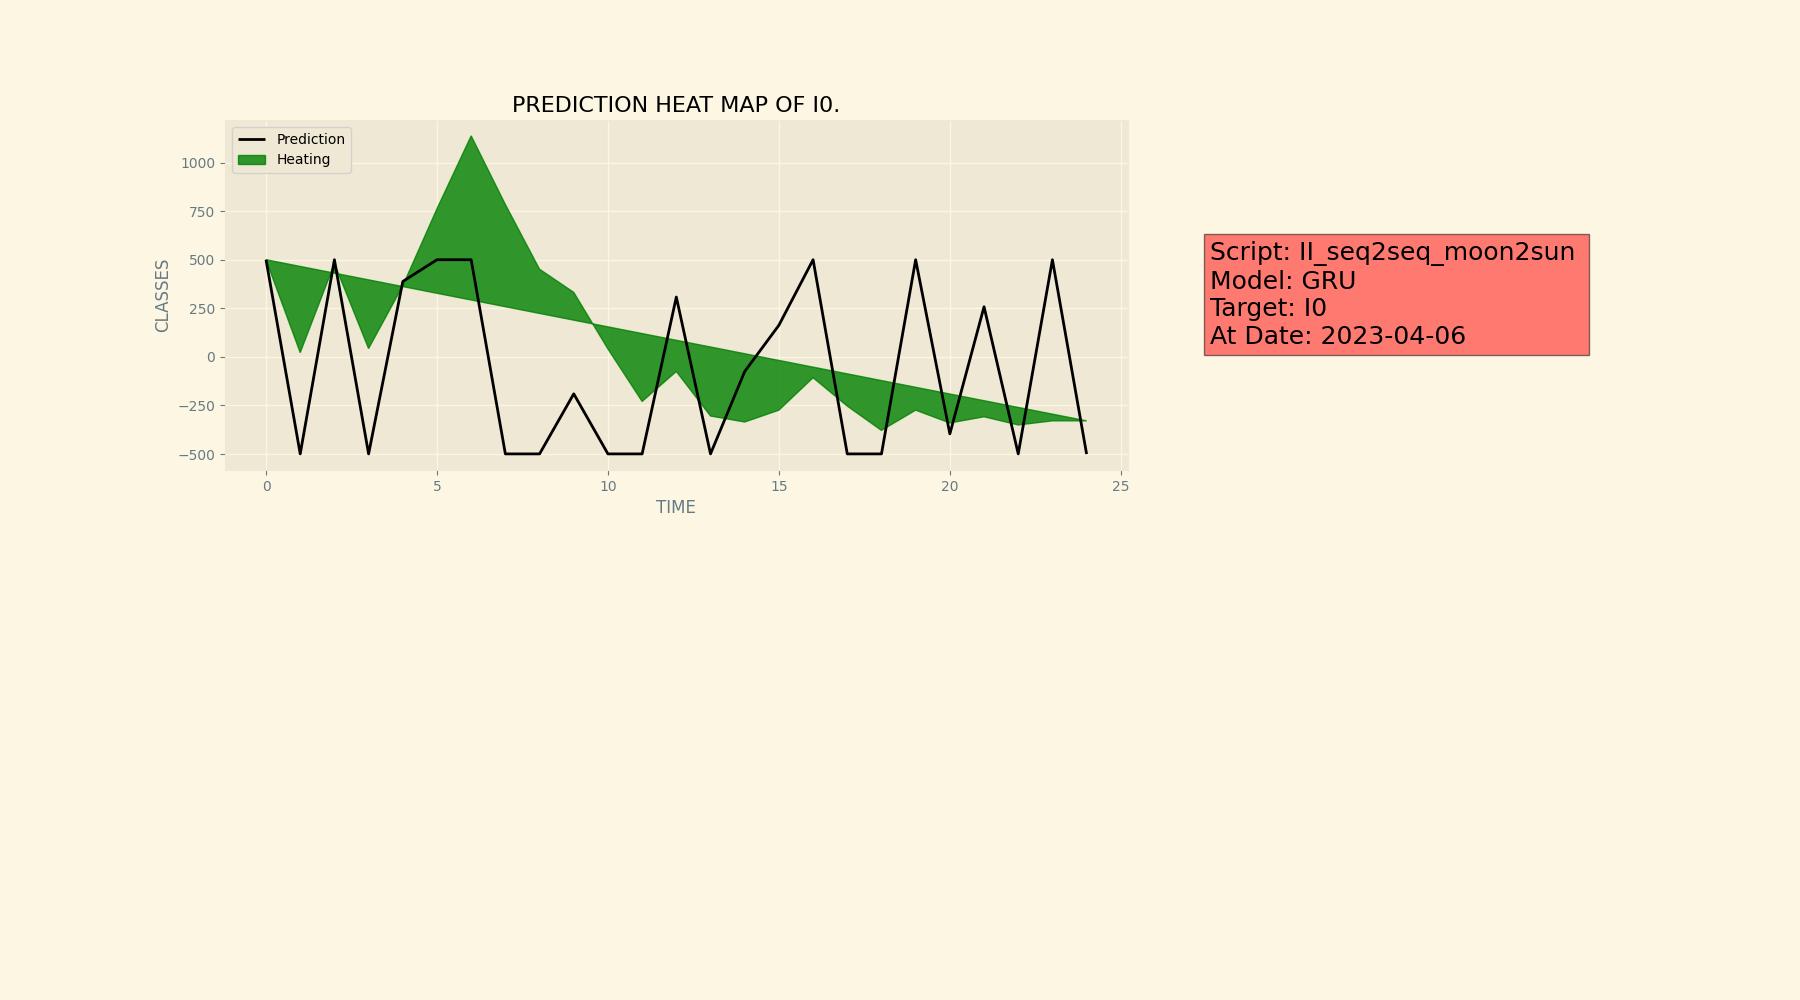 PREDICTION HEAT MAP OF I0.
Prediction
Heating
1000
750
500
250
0
−250
−500
CLASSES
0 5 10 15 20 25
TIME
Script: II_seq2seq_moon2sun
Model: GRU
Target: I0
At Date: 2023-04-06